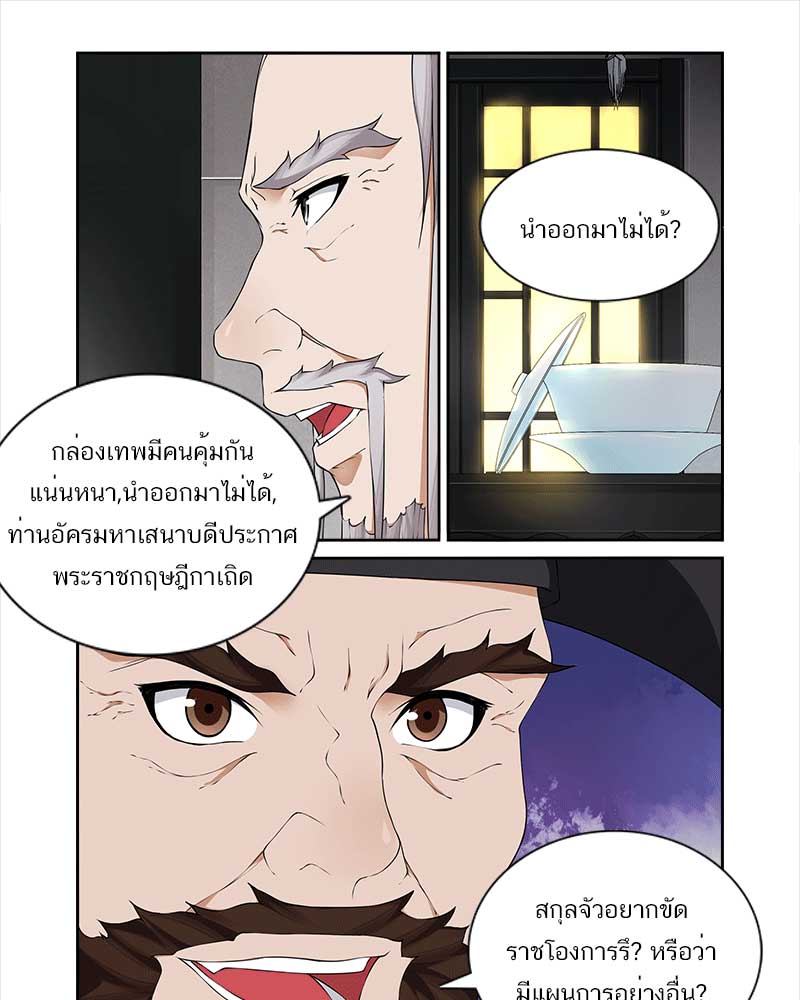 นำออกมาไม่ได้?
กล่องเทพมีคนคุ้มกัน
แน่นหนา,นำออกมาไม่ได้,
ท่านอัครมหาเสนาบดีประกาศ
พระราชกฤษฎีกาเถิด
สกุลจัวอยากขัด
ราชโองการรึ? หรือว่า
มีแผนการอย่างอื่น?